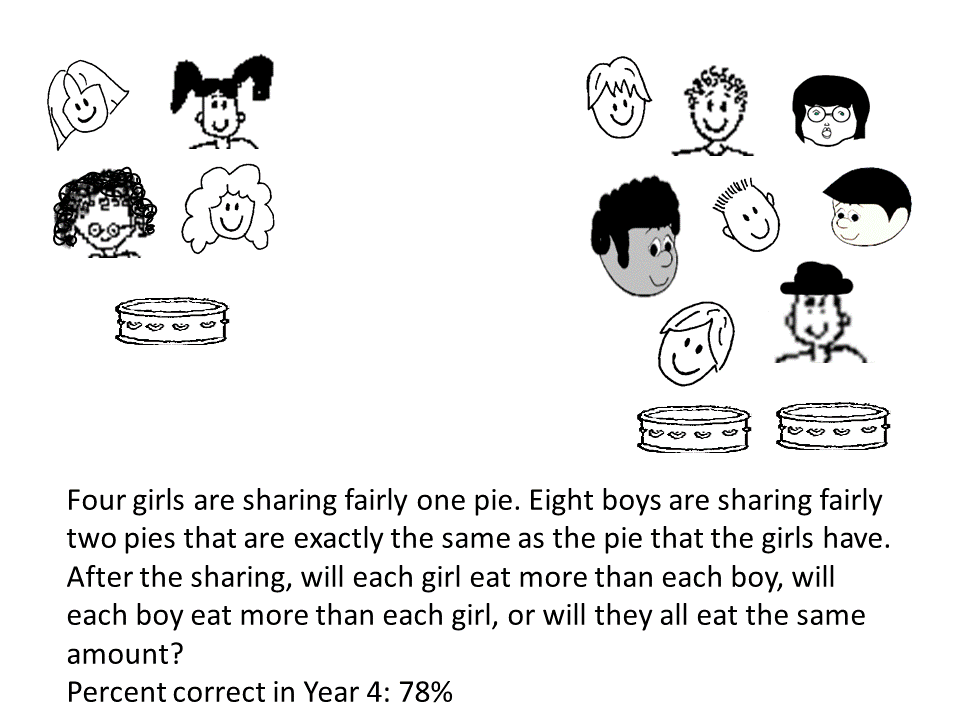 Four girls are sharing fairly one pie. Eight boys are sharing fairly
two pies that are exactly the same as the pie that the girls have.
After the sharing, will each girl eat more than each boy, will
each boy eat more than each girl, or will they all eat the same
amount?
Percent correct in Year 4: 78%